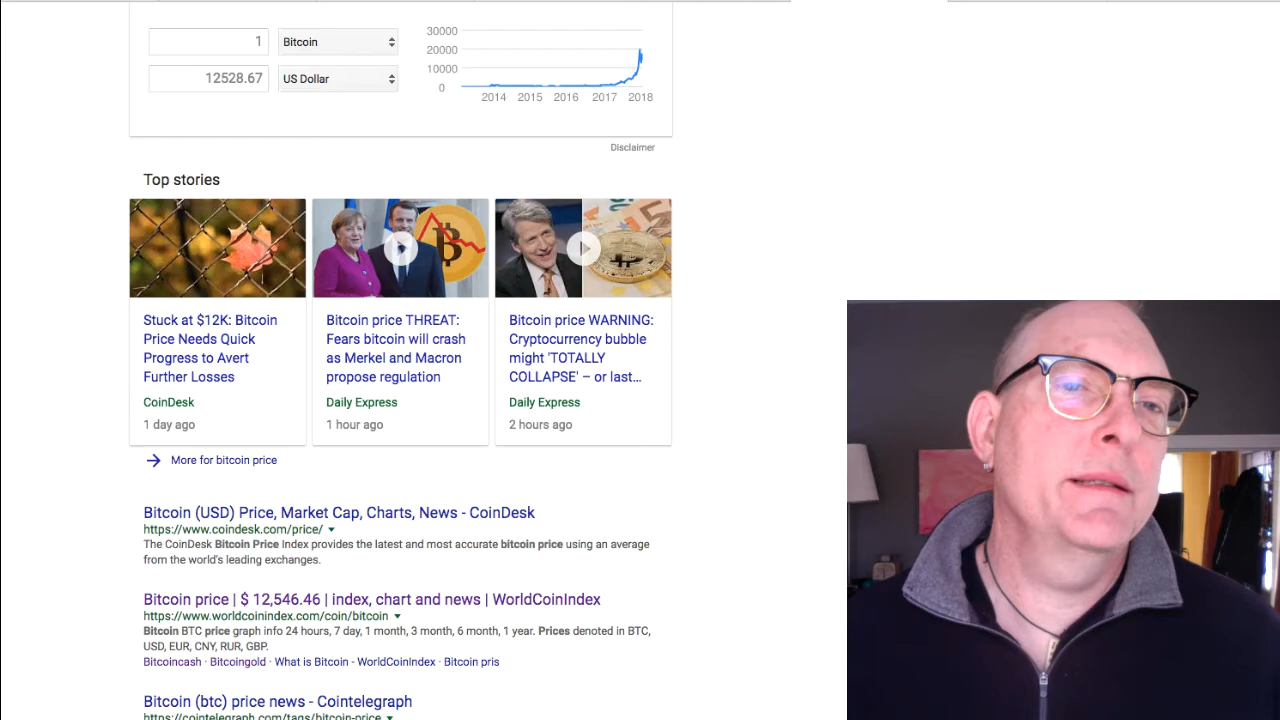 1 Bitcoin
12528.67 US Dollar
30000
20000
10000
0
2014 2015 2016 2017 2018
Disclaimer
Top stories
Stuck at $12K: Bitcoin
Price Needs Quick
Progress to Avert
Further Losses
CoinDesk
1 day ago
Bitcoin price THREAT:
Fears bitcoin will crash
as Merkel and Macron
propose regulation
Daily Express
1 hour ago
Bitcoin price WARNING:
Cryptocurrency bubble
might 'TOTALLY
COLLAPSE' – or last...
Daily Express
2 hours ago
More for bitcoin price
Bitcoin (USD) Price, Market Cap, Charts, News - CoinDesk
https://www.coindesk.com/price/
The CoinDesk Bitcoin Price Index provides the latest and most accurate bitcoin price using an average
from the world's leading exchanges.
Bitcoin price | $ 12,546.46 | index, chart and news | WorldCoinIndex
https://www.worldcoinindex.com/coin/bitcoin
Bitcoin BTC price graph info 24 hours, 7 day, 1 month, 3 month, 6 month, 1 year. Prices denoted in BTC,
USD, EUR, CNY, RUR, GBP.
Bitcoincash · Bitcoingold · What is Bitcoin - WorldCoinIndex · Bitcoin pris
Bitcoin (btc) price news - Cointelegraph
https://cointelegraph.com/tags/bitcoin-price